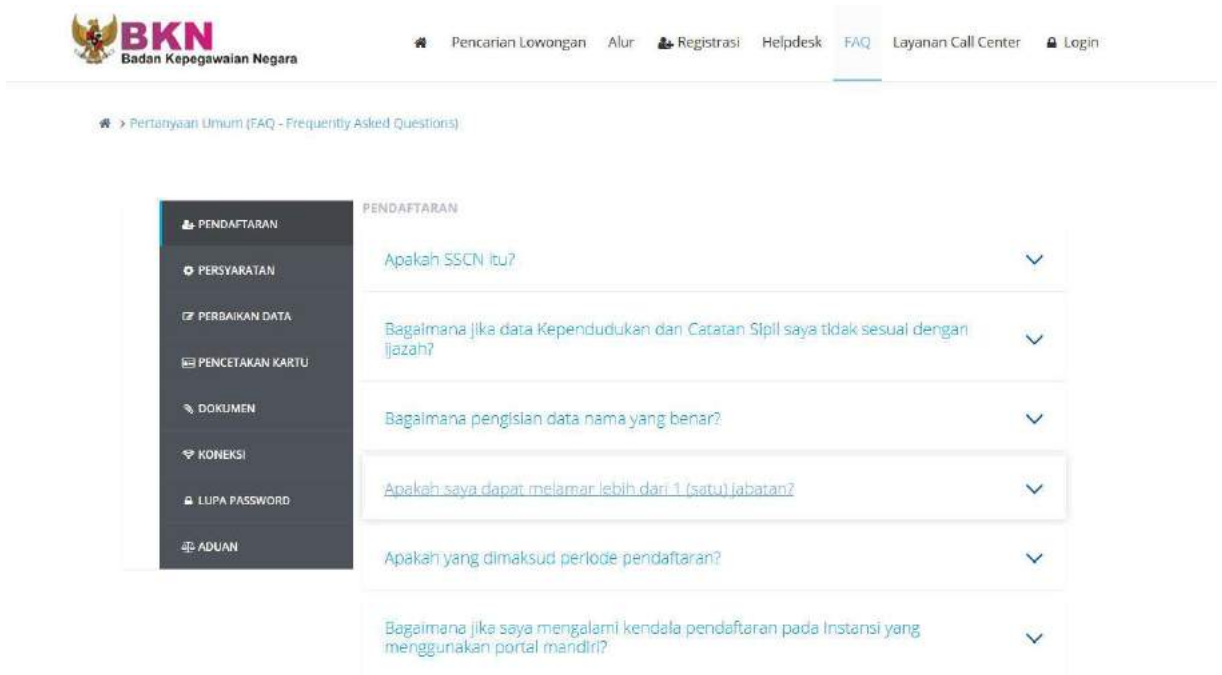 BKN
Badan Kepegawaian Negara
Pencarian Lowongan Alur Registrasi Helpdesk FAQ Layanan Call Center Login
> Pertanyaan Umum (FAQ - Frequently Asked Questions)
PENDAFTARAN
PERSYARATAN
PERBAIKAN DATA
PENCETAKAN KARTU
DOKUMEN
KONEKSI
LUPA PASSWORD
ADUAN
PENDAFTARAN
Apakah SSCN itu?
Bagaimana jika data Kependudukan dan Catatan Sipil saya tidak sesuai dengan
ijazah?
Bagaimana pengisian data nama yang benar?
Apakah saya dapat melamar lebih dari 1 (satu) jabatan?
Apakah yang dimaksud periode pendaftaran?
Bagaimana jika saya mengalami kendala pendaftaran pada Instansi yang
menggunakan portal mandiri?